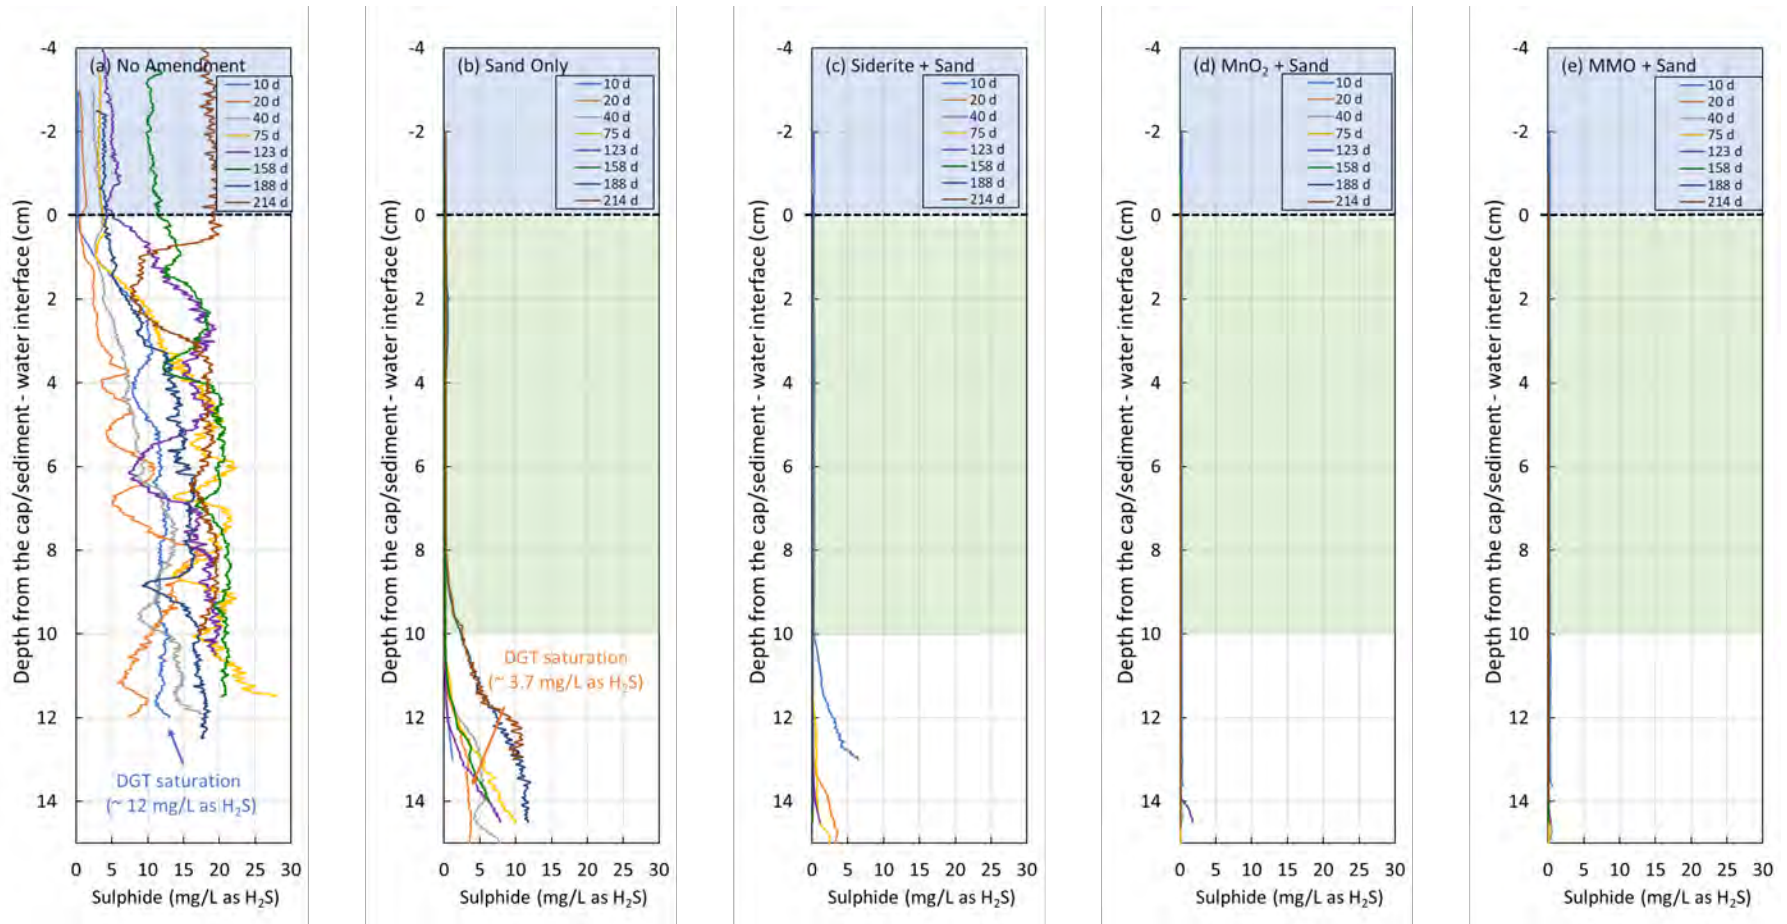 (a) No Amendment
10 d
20 d
40 d
75 d
123 d
158 d
188 d
214 d
DGT saturation
(~ 12 mg/L as H₂S)
-4
-2
0
2
4
6
8
10
12
14
0 5 10 15 20 25 30
Depth from the cap/sediment - water interface (cm)
Sulphide (mg/L as H₂S)
(b) Sand Only
10 d
20 d
40 d
75 d
123 d
158 d
188 d
214 d
DGT saturation
(~ 3.7 mg/L as H₂S)
-4
-2
0
2
4
6
8
10
12
14
0 5 10 15 20 25 30
Depth from the cap/sediment - water interface (cm)
Sulphide (mg/L as H₂S)
(c) Siderite + Sand
10 d
20 d
40 d
75 d
123 d
158 d
188 d
214 d
-4
-2
0
2
4
6
8
10
12
14
0 5 10 15 20 25 30
Depth from the cap/sediment - water interface (cm)
Sulphide (mg/L as H₂S)
(d) MnO₂ + Sand
10 d
20 d
40 d
75 d
123 d
158 d
188 d
214 d
-4
-2
0
2
4
6
8
10
12
14
0 5 10 15 20 25 30
Depth from the cap/sediment - water interface (cm)
Sulphide (mg/L as H₂S)
(e) MMO + Sand
10 d
20 d
40 d
75 d
123 d
158 d
188 d
214 d
-4
-2
0
2
4
6
8
10
12
14
0 5 10 15 20 25 30
Depth from the cap/sediment - water interface (cm)
Sulphide (mg/L as H₂S)